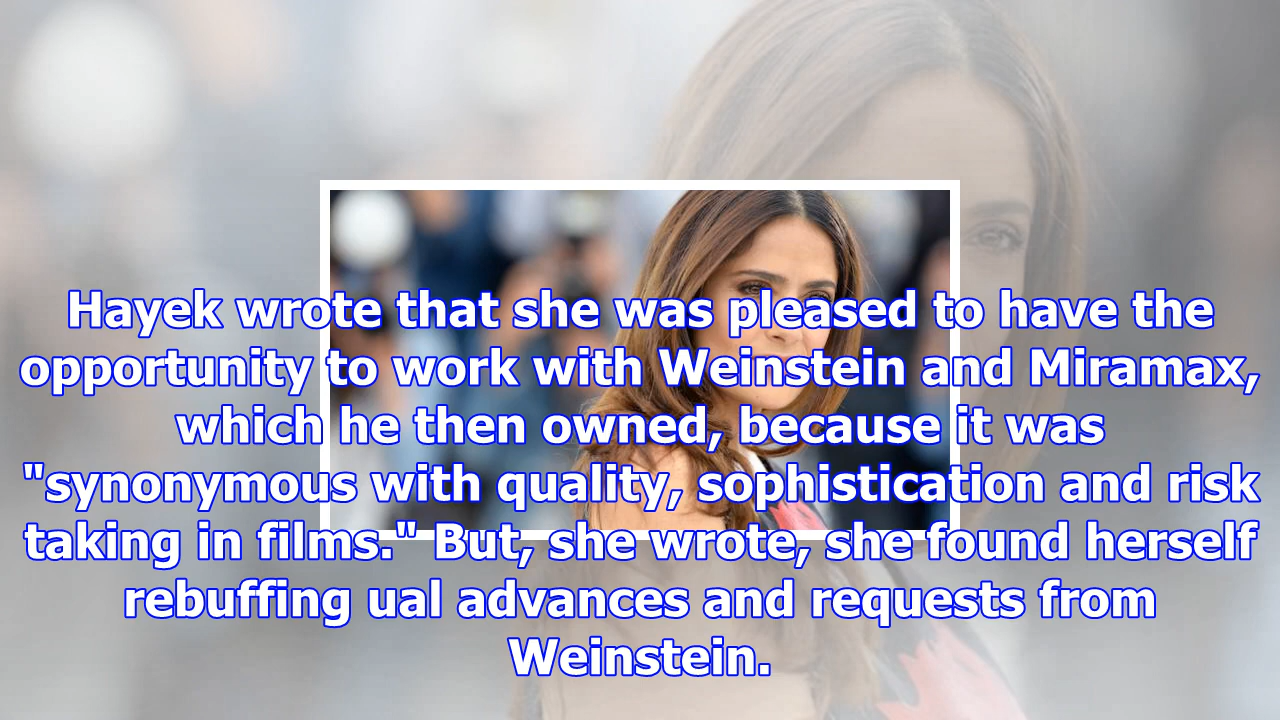 Hayek wrote that she was pleased to have the
opportunity to work with Weinstein and Miramax,
which he then owned, because it was
"synonymous with quality, sophistication and risk
taking in films." But, she wrote, she found herself
rebuffing ual advances and requests from
Weinstein.